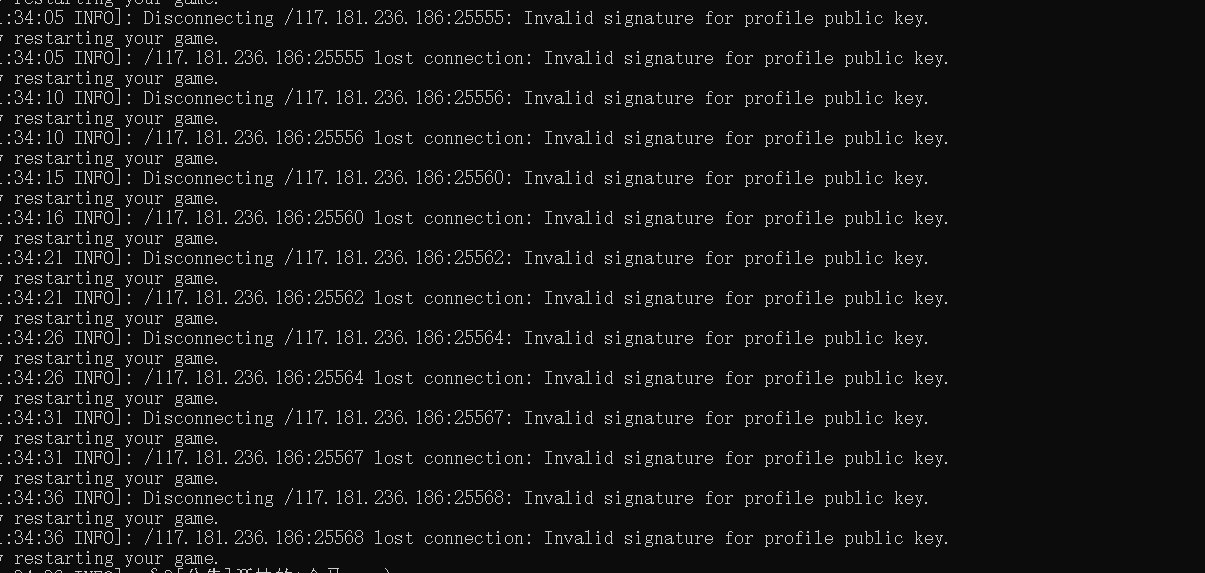 restarting your game.
:34:05 INFO]: Disconnecting /117.181.236.186:25555: Invalid signature for profile public key.
restarting your game.
:34:05 INFO]: /117.181.236.186:25555 lost connection: Invalid signature for profile public key.
restarting your game.
:34:10 INFO]: Disconnecting /117.181.236.186:25556: Invalid signature for profile public key.
restarting your game.
:34:10 INFO]: /117.181.236.186:25556 lost connection: Invalid signature for profile public key.
restarting your game.
:34:15 INFO]: Disconnecting /117.181.236.186:25560: Invalid signature for profile public key.
restarting your game.
:34:16 INFO]: /117.181.236.186:25560 lost connection: Invalid signature for profile public key.
restarting your game.
:34:21 INFO]: Disconnecting /117.181.236.186:25562: Invalid signature for profile public key.
restarting your game.
:34:21 INFO]: /117.181.236.186:25562 lost connection: Invalid signature for profile public key.
restarting your game.
:34:26 INFO]: Disconnecting /117.181.236.186:25564: Invalid signature for profile public key.
restarting your game.
:34:26 INFO]: /117.181.236.186:25564 lost connection: Invalid signature for profile public key.
restarting your game.
:34:31 INFO]: Disconnecting /117.181.236.186:25567: Invalid signature for profile public key.
restarting your game.
:34:31 INFO]: /117.181.236.186:25567 lost connection: Invalid signature for profile public key.
restarting your game.
:34:36 INFO]: Disconnecting /117.181.236.186:25568: Invalid signature for profile public key.
restarting your game.
:34:36 INFO]: /117.181.236.186:25568 lost connection: Invalid signature for profile public key.
restarting your game.